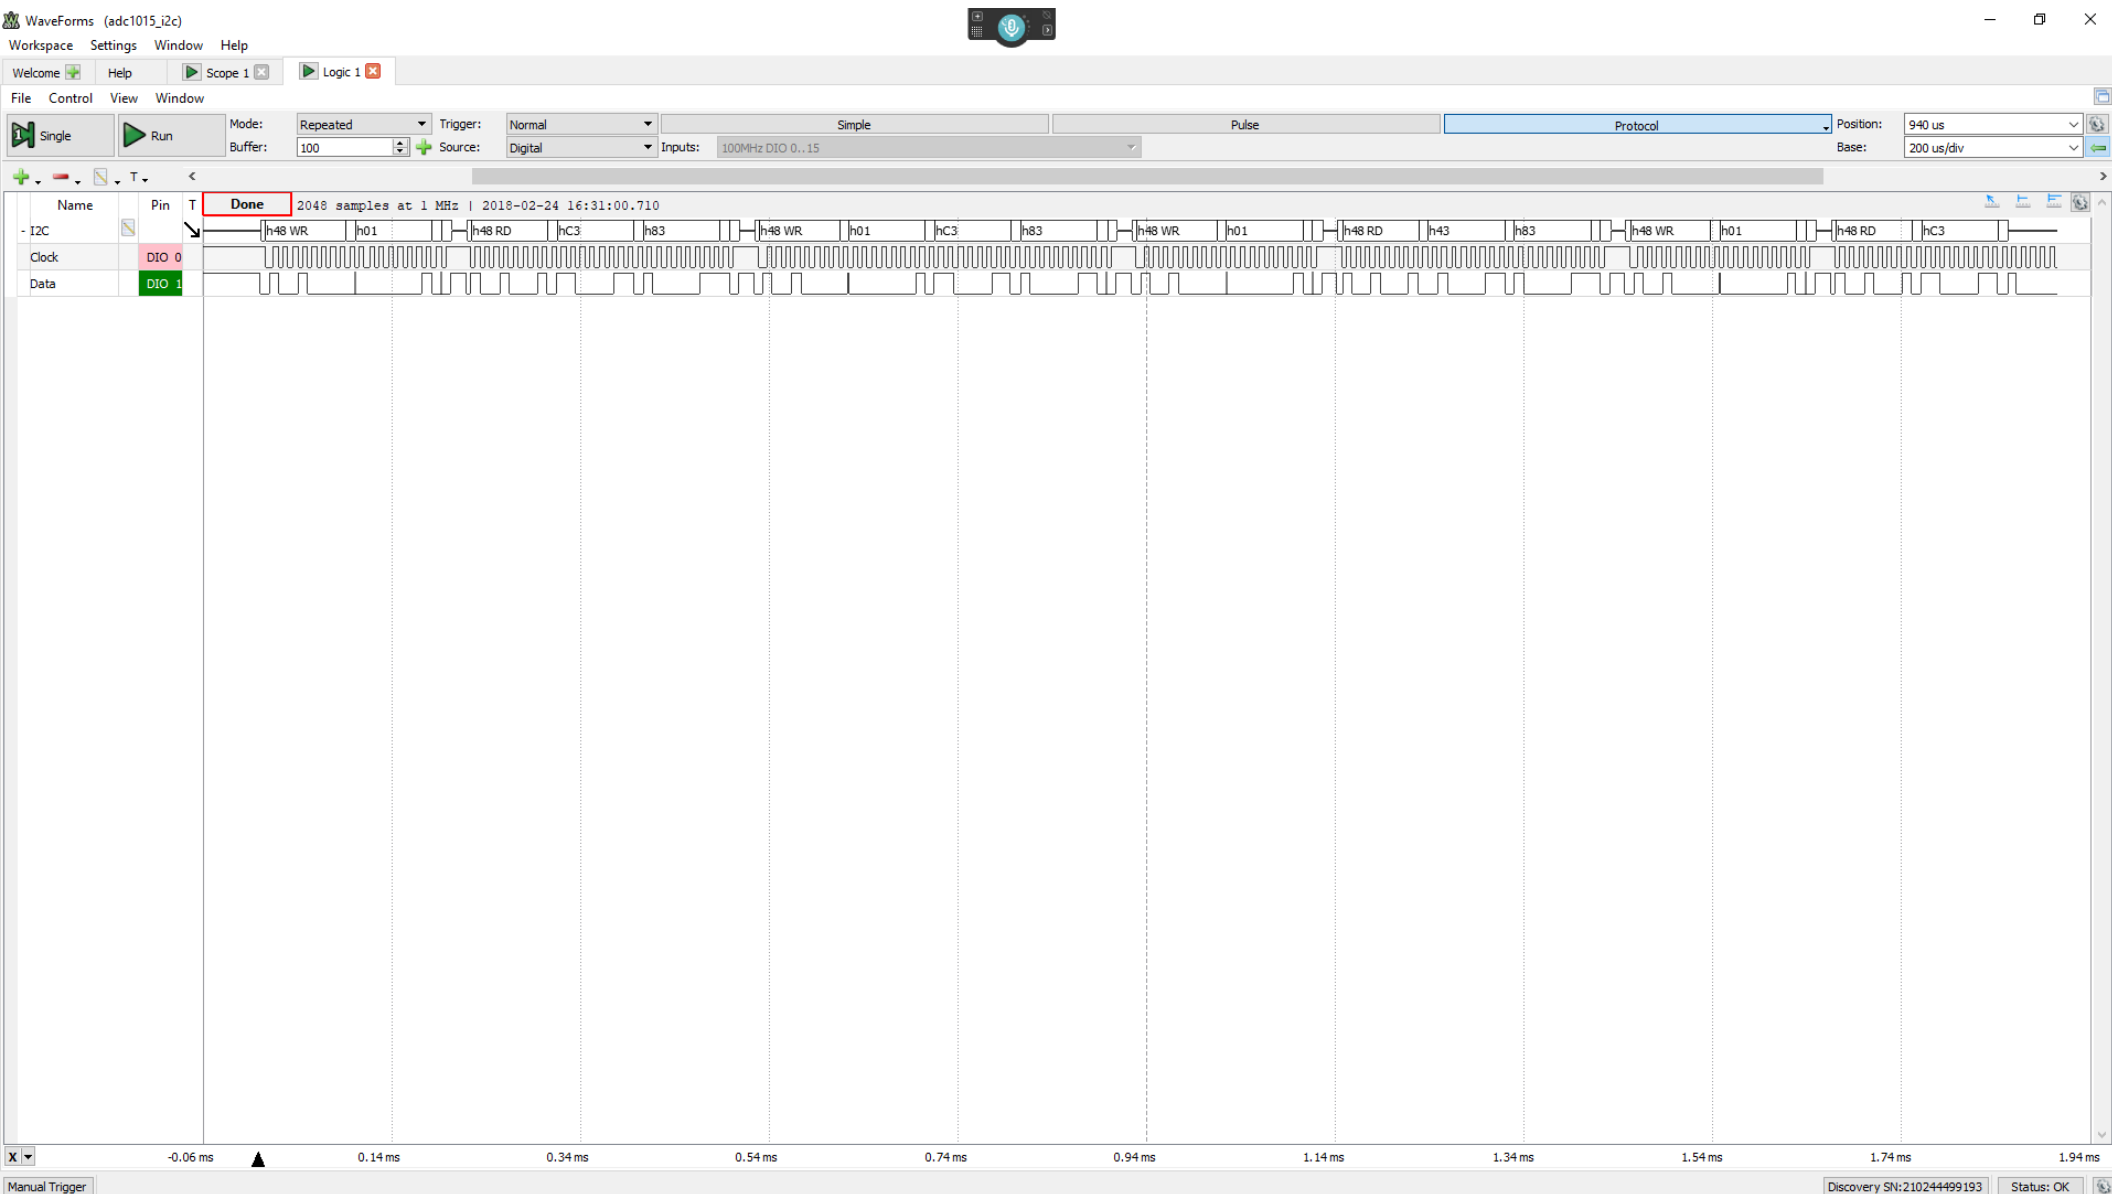 WaveForms (adc1015_i2c)
Workspace Settings Window Help
Welcome Help Scope 1 Logic 1
File Control View Window
Single Run Mode: Repeated Trigger: Normal Simple Pulse Protocol Position: 940 us
Buffer: 100 Source: Digital Inputs: 100MHz DIO 0..15 Base: 200 us/div
T
Name Pin T Done 2048 samples at 1 MHz | 2018-02-24 16:31:00.710
- I2C h48 WR h01 h48 RD hC3 h83 h48 WR h01 hC3 h83 h48 WR h01 h48 RD h43 h83 h48 WR h01 h48 RD hC3
Clock DIO 0
Data DIO 1
X -0.06 ms 0.14 ms 0.34 ms 0.54 ms 0.74 ms 0.94 ms 1.14 ms 1.34 ms 1.54 ms 1.74 ms 1.94 ms
Manual Trigger Discovery SN:210244499193 Status: OK